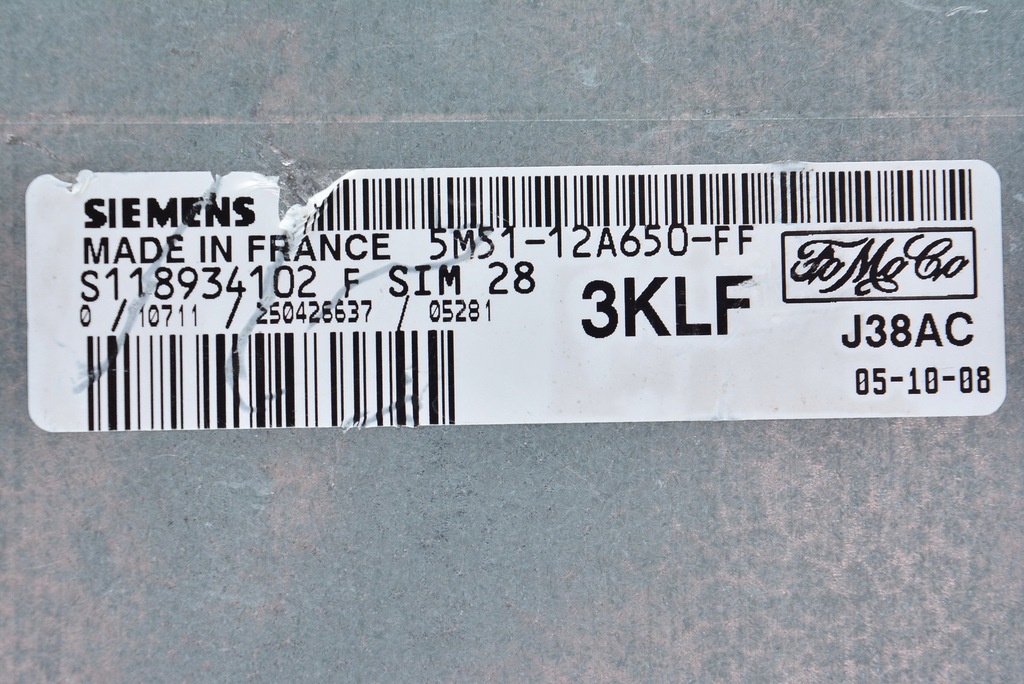 SIEMENS
MADE IN FRANCE 5M51-12A650-FF
S118934102 F SIM 28
0 / 10711 / 250426637 / 05281
3KLF
FoMoCo
J38AC
05-10-08